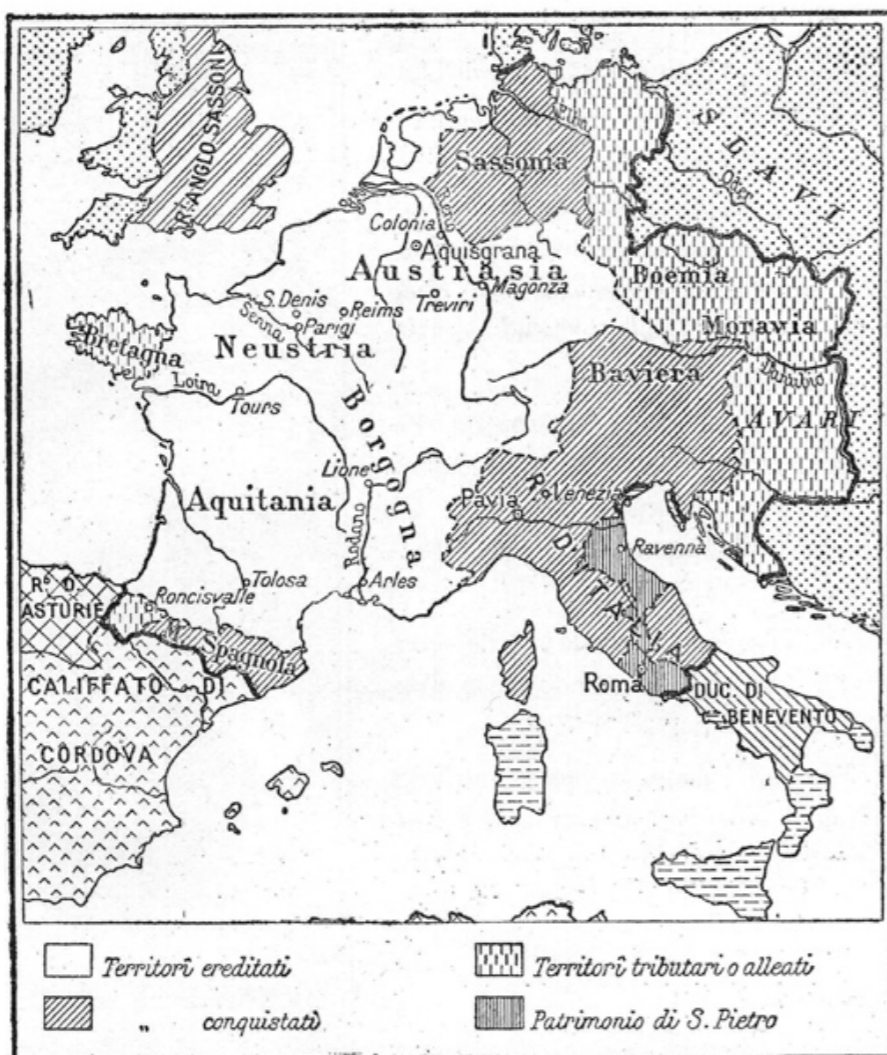 R. ANGLO SASSONI
SLAVI
Elba
Oder
Sassonia
Reno
Colonia
Aquisgrana
Austrasia
Magonza
Treviri
Boemia
Moravia
S. Denis
Reims
Parigi
Senna
Neustria
Bretagna
Loira
Tours
Baviera
Danubio
AVARI
Borgogna
Lione
Aquitania
Rodano
Pavia
Venezia
R. D'ITALIA
Ravenna
Tolosa
Arles
Rº D.
ASTURIE
Roncisvalle
M. Spagnola
CALIFFATO DI
CORDOVA
Roma
DUC. DI
BENEVENTO
Territorî ereditati
„ conquistati
Territorî tributari o alleati
Patrimonio di S. Pietro